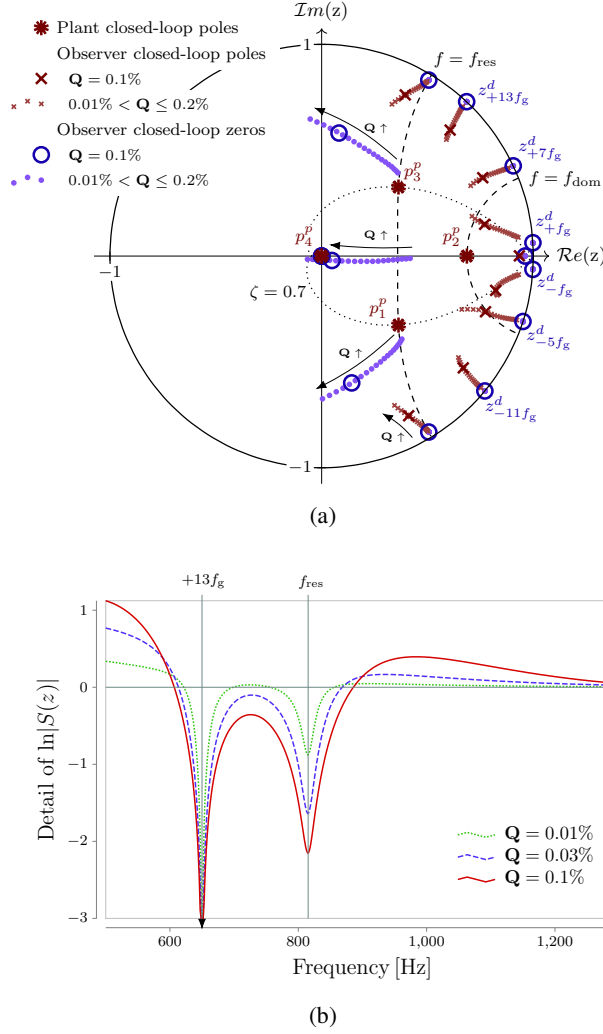 Im(z)
Plant closed-loop poles
Observer closed-loop poles
Q = 0.1%
0.01% < Q ≤ 0.2%
Observer closed-loop zeros
Q = 0.1%
0.01% < Q ≤ 0.2%
1
f = f_res
z^d_{+13f_g}
Q ↑
z^d_{+7f_g}
p^p_3
f = f_dom
p^p_4
Q ↑
p^p_2
z^d_{+f_g}
Re(z)
−1
1
ζ = 0.7
z^d_{−f_g}
p^p_1
Q ↑
z^d_{−5f_g}
z^d_{−11f_g}
Q ↑
−1
(a)
+13f_g
f_res
1
0
−1
−2
−3
Detail of ln|S(z)|
Q = 0.01%
Q = 0.03%
Q = 0.1%
600
800
1,000
1,200
Frequency [Hz]
(b)